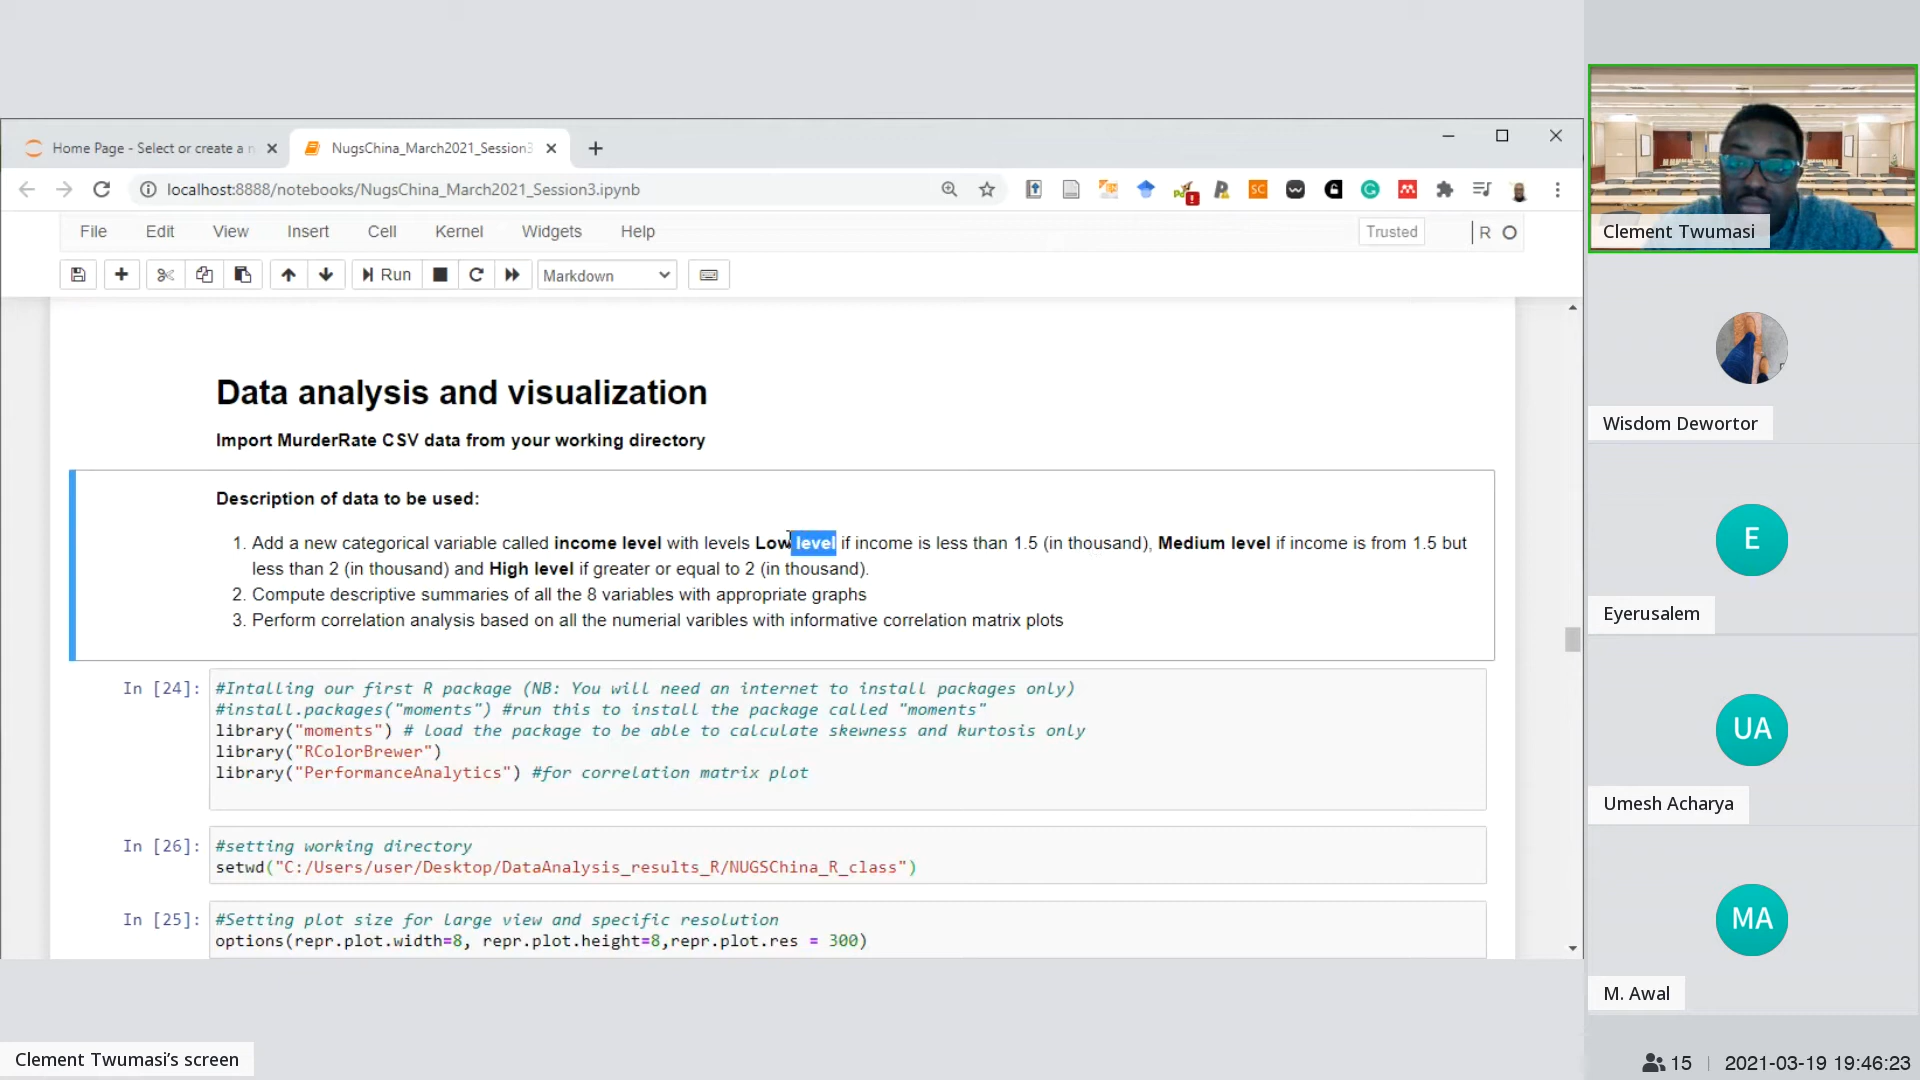 Home Page - Select or create a n
NugsChina_March2021_Session3
localhost:8888/notebooks/NugsChina_March2021_Session3.ipynb
File Edit View Insert Cell Kernel Widgets Help Trusted R
Run Markdown
Data analysis and visualization
Import MurderRate CSV data from your working directory
Description of data to be used:
1. Add a new categorical variable called income level with levels Low level if income is less than 1.5 (in thousand), Medium level if income is from 1.5 but
less than 2 (in thousand) and High level if greater or equal to 2 (in thousand).
2. Compute descriptive summaries of all the 8 variables with appropriate graphs
3. Perform correlation analysis based on all the numerial varibles with informative correlation matrix plots
In [24]: #Intalling our first R package (NB: You will need an internet to install packages only)
#install.packages("moments") #run this to install the package called "moments"
library("moments") # load the package to be able to calculate skewness and kurtosis only
library("RColorBrewer")
library("PerformanceAnalytics") #for correlation matrix plot
In [26]: #setting working directory
setwd("C:/Users/user/Desktop/DataAnalysis_results_R/NUGSChina_R_class")
In [25]: #Setting plot size for large view and specific resolution
options(repr.plot.width=8, repr.plot.height=8,repr.plot.res = 300)
Clement Twumasi's screen
Clement Twumasi
Wisdom Dewortor
E
Eyerusalem
UA
Umesh Acharya
MA
M. Awal
15 2021-03-19 19:46:23